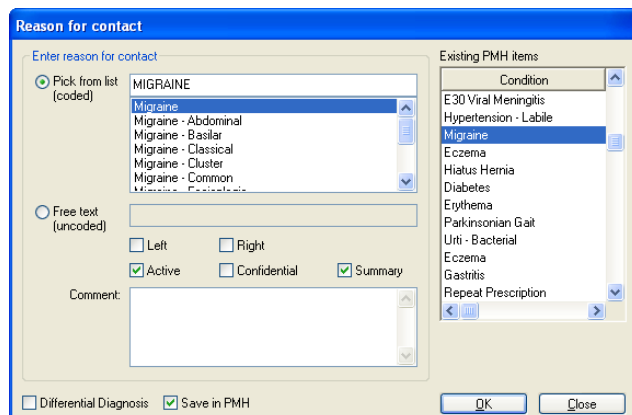 Reason for contact
Enter reason for contact
Pick from list
(coded)
MIGRAINE
Migraine
Migraine - Abdominal
Migraine - Basilar
Migraine - Classical
Migraine - Cluster
Migraine - Common
Free text
(uncoded)
Left Right
Active Confidential Summary
Comment:
Differential Diagnosis Save in PMH
Existing PMH items
Condition
E30 Viral Meningitis
Hypertension - Labile
Migraine
Eczema
Hiatus Hernia
Diabetes
Erythema
Parkinsonian Gait
Urti - Bacterial
Eczema
Gastritis
Repeat Prescription
OK Close